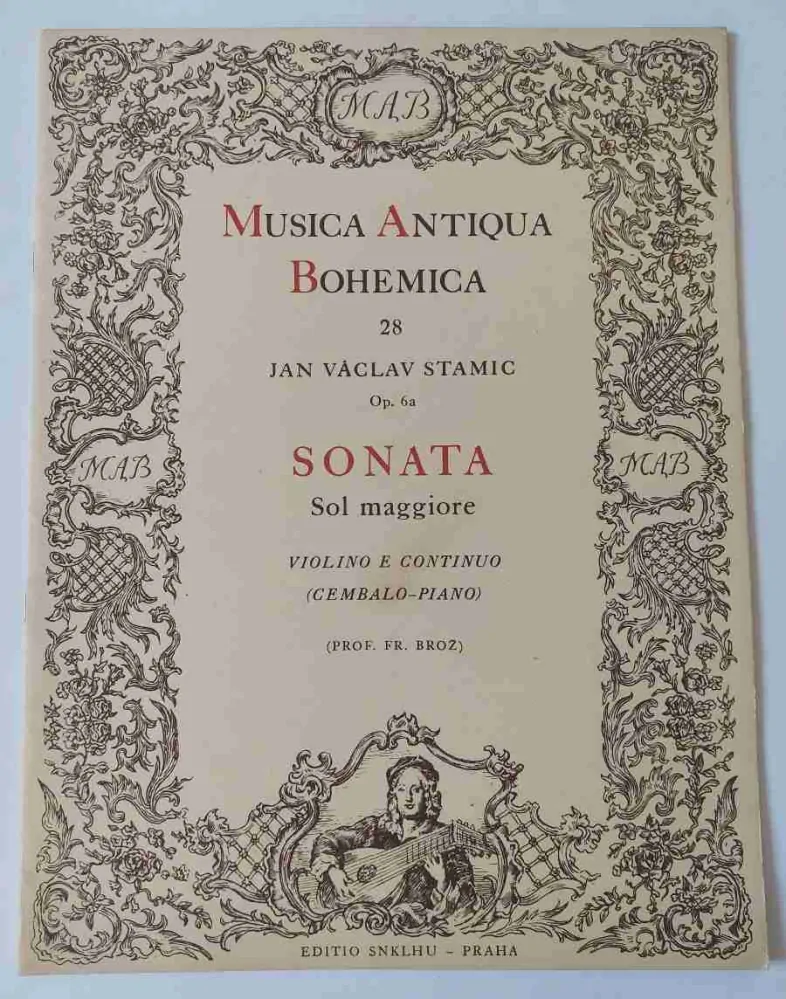 MAB
MUSICA ANTIQUA
BOHEMICA
28
JAN VÁCLAV STAMIC
Op. 6a
SONATA
Sol maggiore
VIOLINO E CONTINUO
(CEMBALO-PIANO)
(PROF. FR. BROŽ)
MAB
MAB
EDITIO SNKLHU – PRAHA